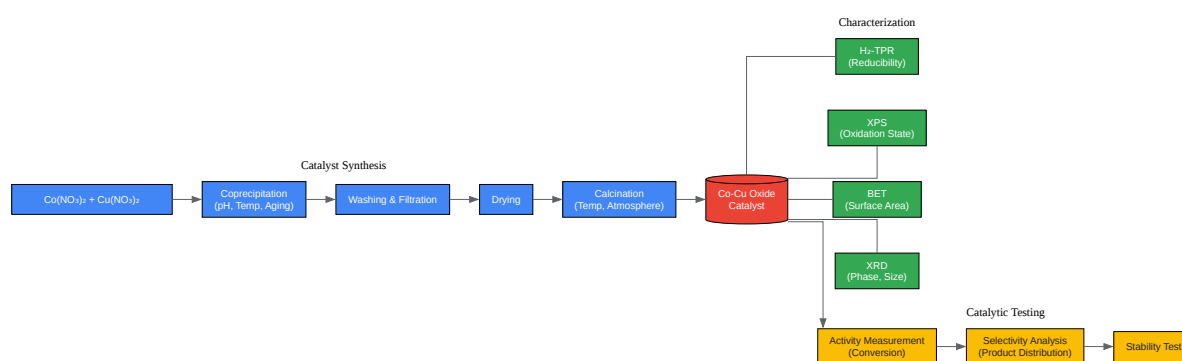 Characterization
H₂-TPR
(Reducibility)
XPS
(Oxidation State)
Catalyst Synthesis
Co(NO₃)₂ + Cu(NO₃)₂
Coprecipitation
(pH, Temp, Aging)
Washing & Filtration
Drying
Calcination
(Temp, Atmosphere)
Co-Cu Oxide
Catalyst
BET
(Surface Area)
XRD
(Phase, Size)
Catalytic Testing
Activity Measurement
(Conversion)
Selectivity Analysis
(Product Distribution)
Stability Test